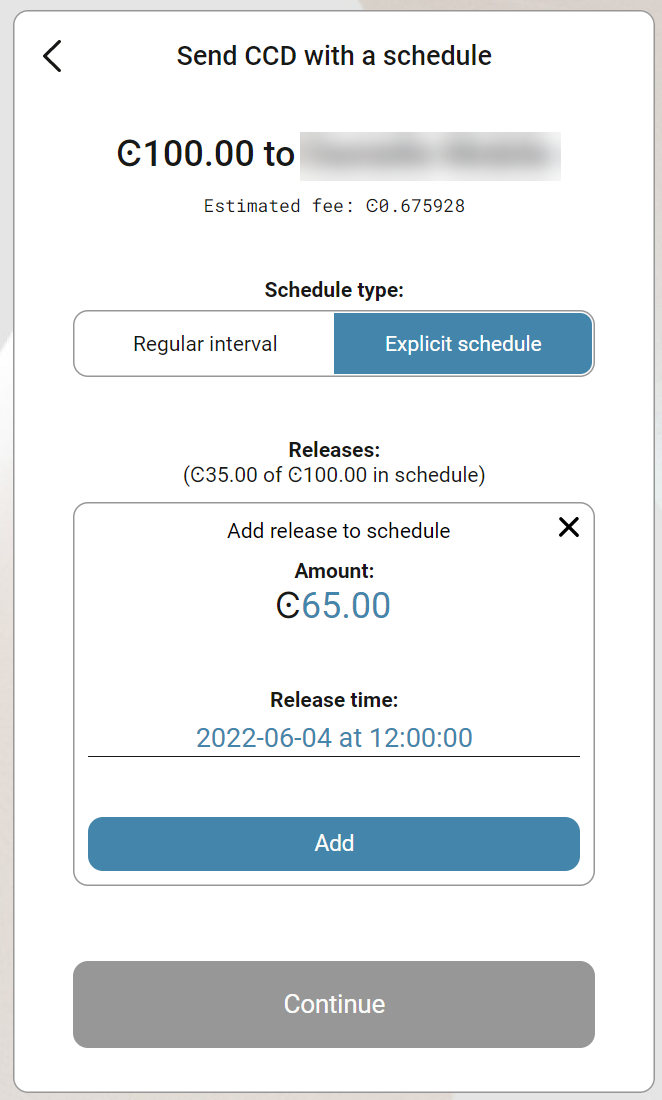 Send CCD with a schedule
Ͼ100.00 to
Estimated fee: Ͼ0.675928
Schedule type:
Regular interval
Explicit schedule
Releases:
(Ͼ35.00 of Ͼ100.00 in schedule)
Add release to schedule
Amount:
Ͼ65.00
Release time:
2022-06-04 at 12:00:00
Add
Continue